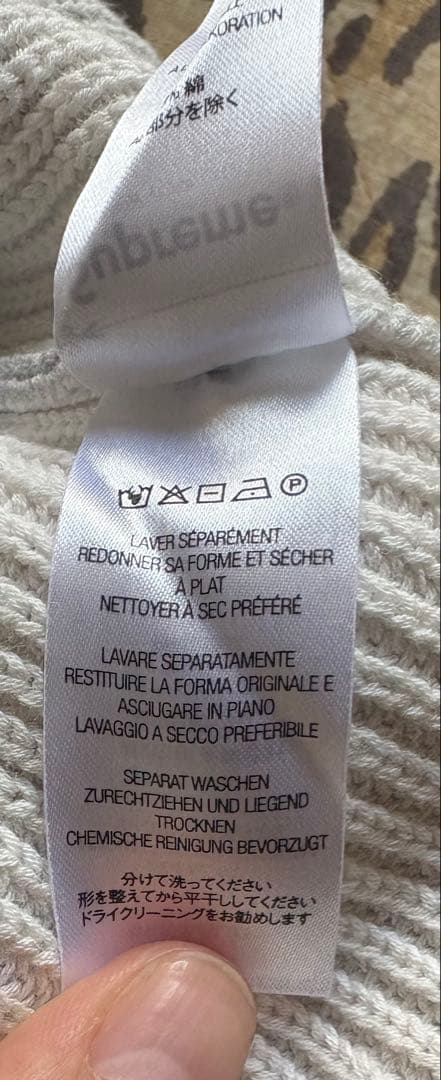 KORATION
綿
部分を除く
Supreme
P
LAVER SÉPARÉMENT
REDONNER SA FORME ET SÉCHER
À PLAT
NETTOYER À SEC PRÉFÉRÉ
LAVARE SEPARATAMENTE
RESTITUIRE LA FORMA ORIGINALE E
ASCIUGARE IN PIANO
LAVAGGIO A SECCO PREFERIBILE
SEPARAT WASCHEN
ZURECHTZIEHEN UND LIEGEND
TROCKNEN
CHEMISCHE REINIGUNG BEVORZUGT
分けて洗ってください
形を整えてから平干ししてください
ドライクリーニングをお勧めします